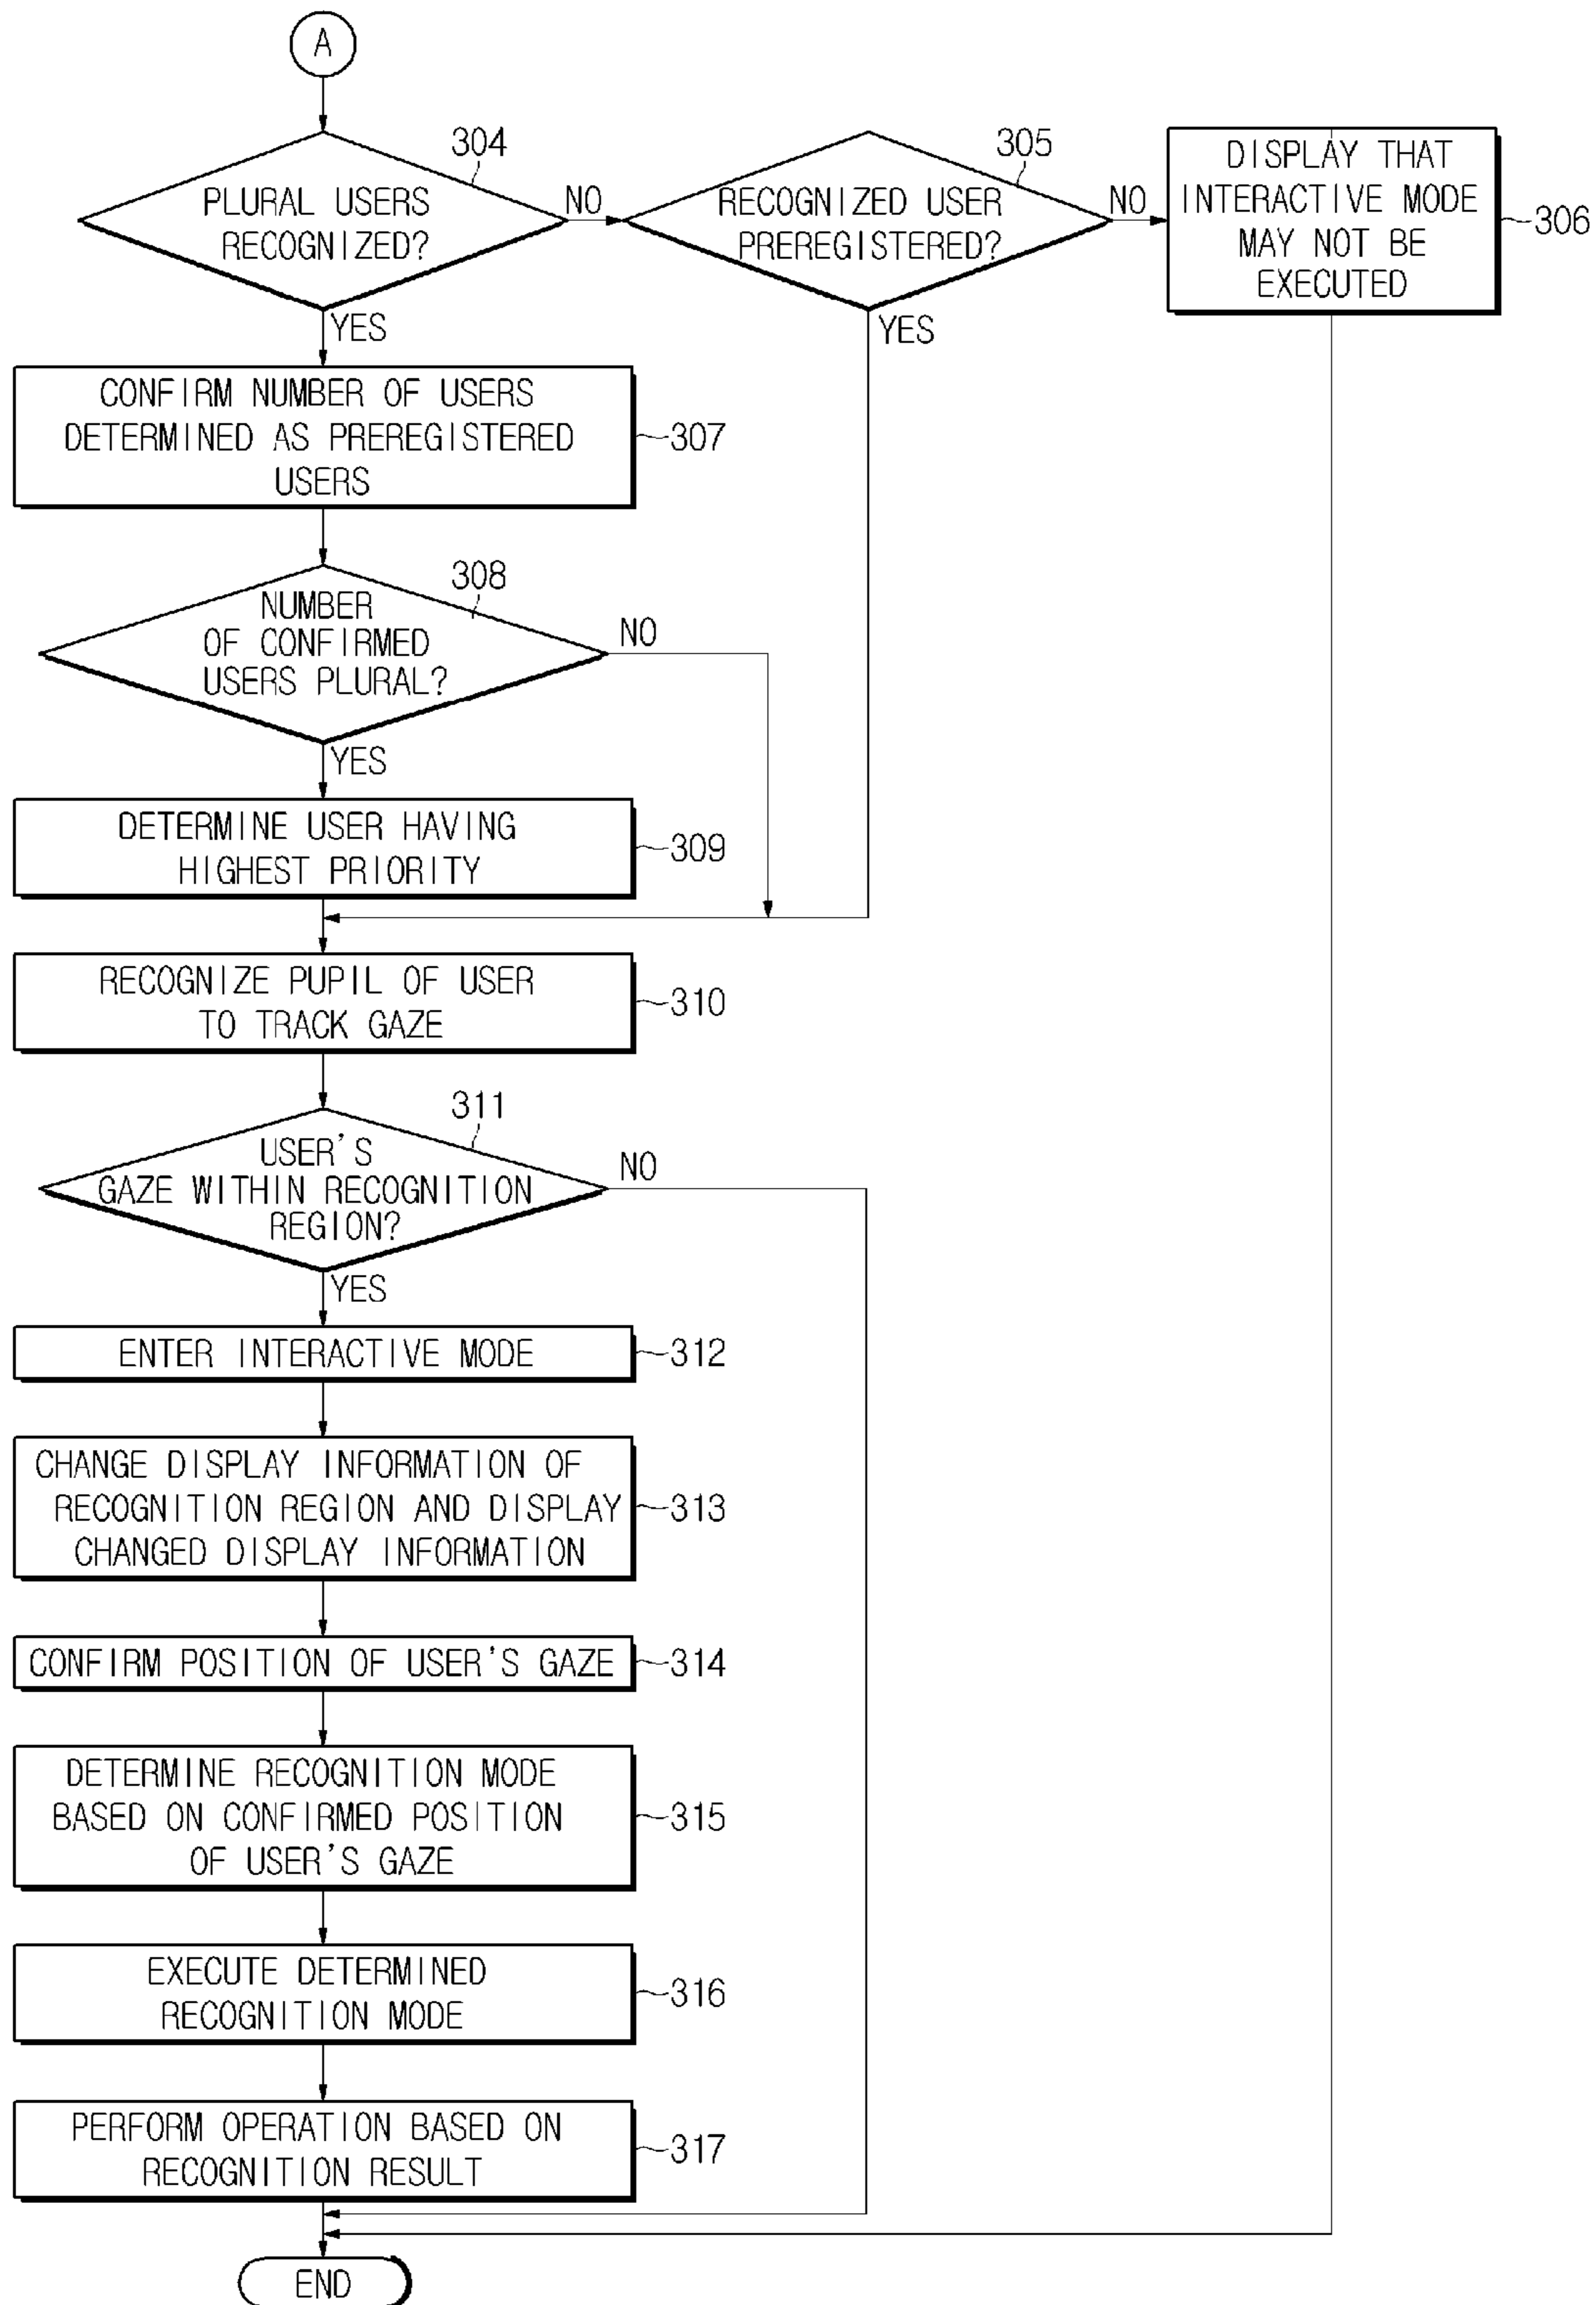 A
304
PLURAL USERS
RECOGNIZED?
NO
YES
305
RECOGNIZED USER
PREREGISTERED?
NO
YES
DISPLAY THAT
INTERACTIVE MODE
MAY NOT BE
EXECUTED
306
CONFIRM NUMBER OF USERS
DETERMINED AS PREREGISTERED
USERS
307
308
NUMBER
OF CONFIRMED
USERS PLURAL?
NO
YES
DETERMINE USER HAVING
HIGHEST PRIORITY
309
RECOGNIZE PUPIL OF USER
TO TRACK GAZE
310
311
USER'S
GAZE WITHIN RECOGNITION
REGION?
NO
YES
ENTER INTERACTIVE MODE
312
CHANGE DISPLAY INFORMATION OF
RECOGNITION REGION AND DISPLAY
CHANGED DISPLAY INFORMATION
313
CONFIRM POSITION OF USER'S GAZE
314
DETERMINE RECOGNITION MODE
BASED ON CONFIRMED POSITION
OF USER'S GAZE
315
EXECUTE DETERMINED
RECOGNITION MODE
316
PERFORM OPERATION BASED ON
RECOGNITION RESULT
317
END